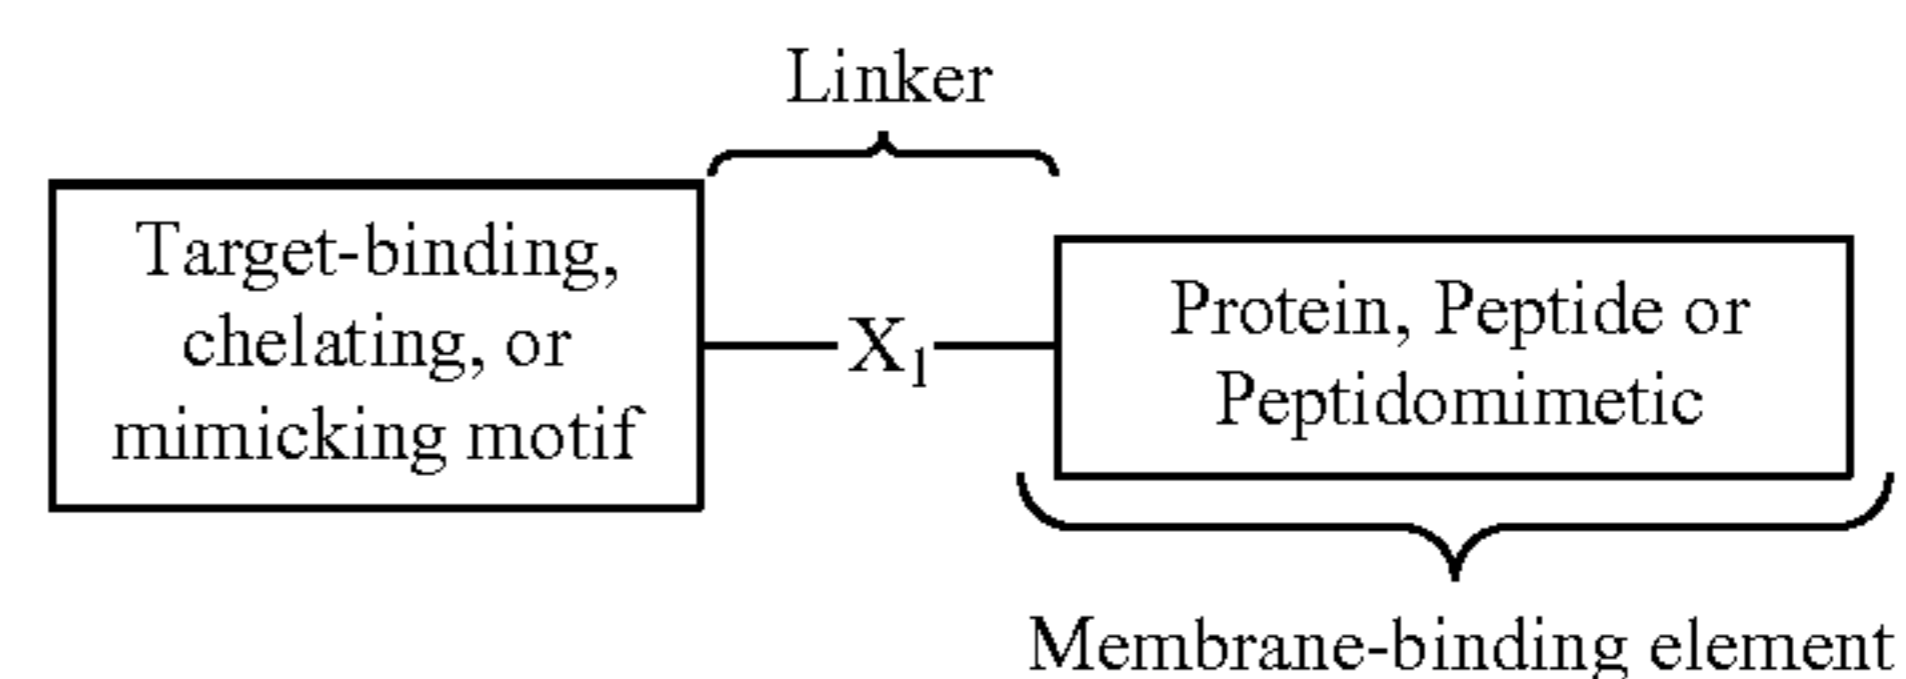 Linker
Target-binding,
chelating, or
mimicking motif
X₁
Protein, Peptide or
Peptidomimetic
Membrane-binding element